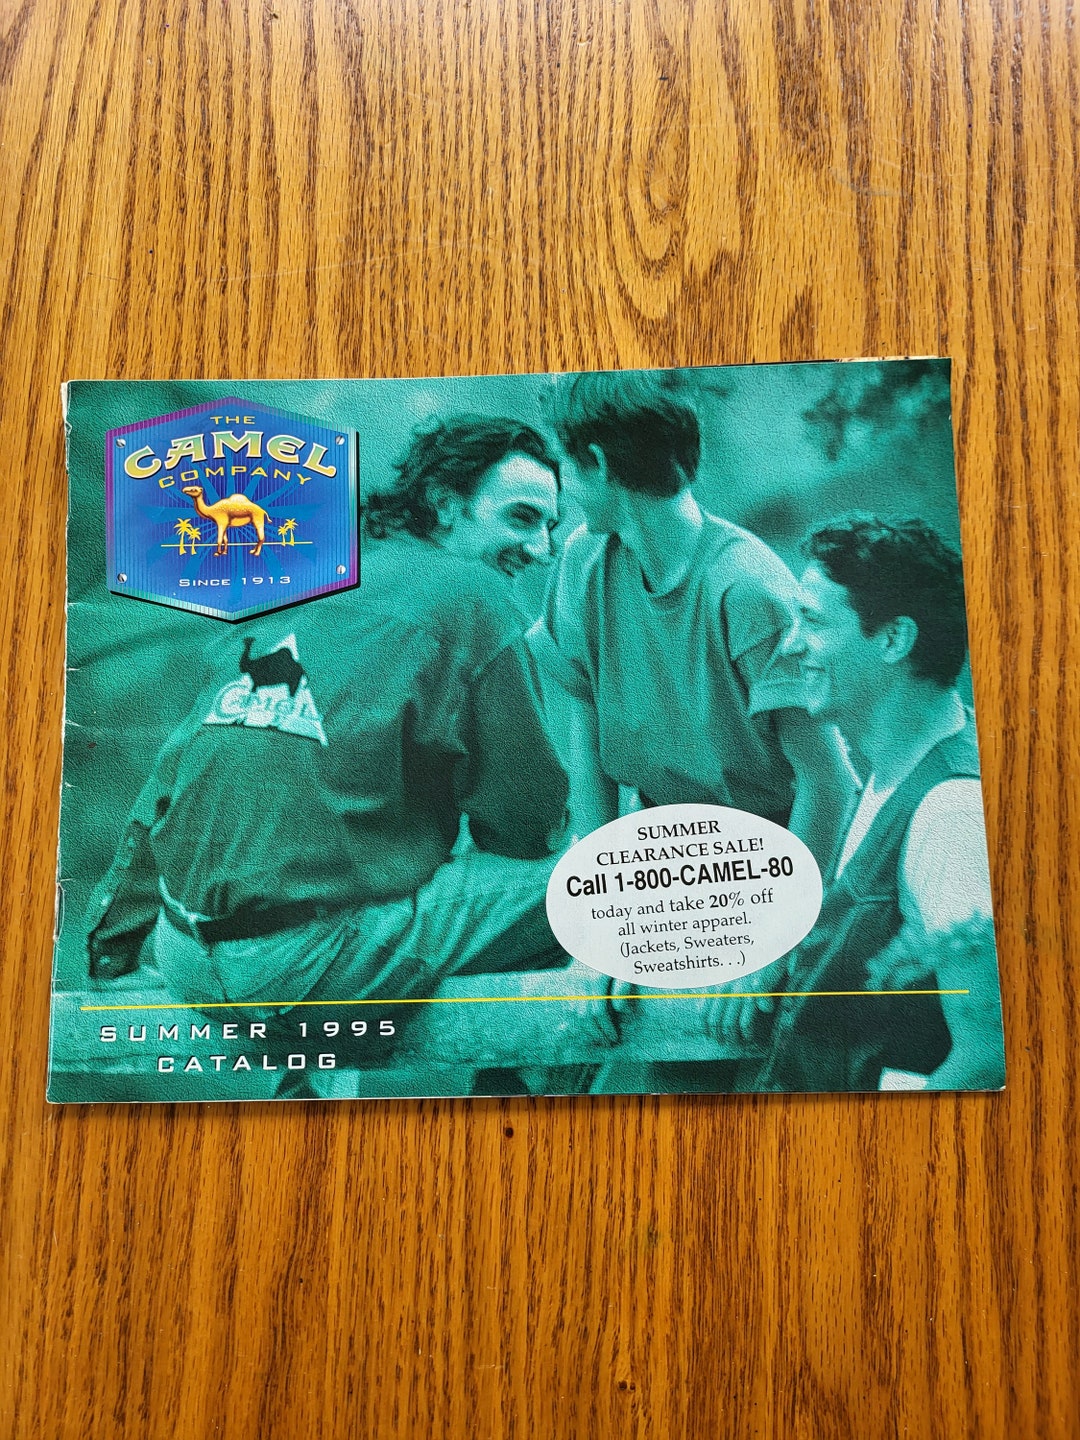 THE
CAMEL
COMPANY
SINCE 1913
CAMEL
SUMMER
CLEARANCE SALE!
Call 1-800-CAMEL-80
today and take 20% off
all winter apparel.
(Jackets, Sweaters,
Sweatshirts. . .)
SUMMER 1995
CATALOG